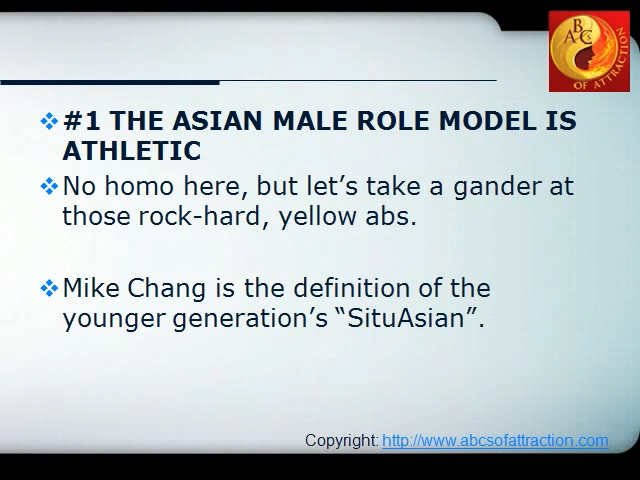 A B C's
OF ATTRACTION
#1 THE ASIAN MALE ROLE MODEL IS
ATHLETIC
No homo here, but let’s take a gander at
those rock-hard, yellow abs.
Mike Chang is the definition of the
younger generation’s “SituAsian”.
Copyright: http://www.abcsofattraction.com